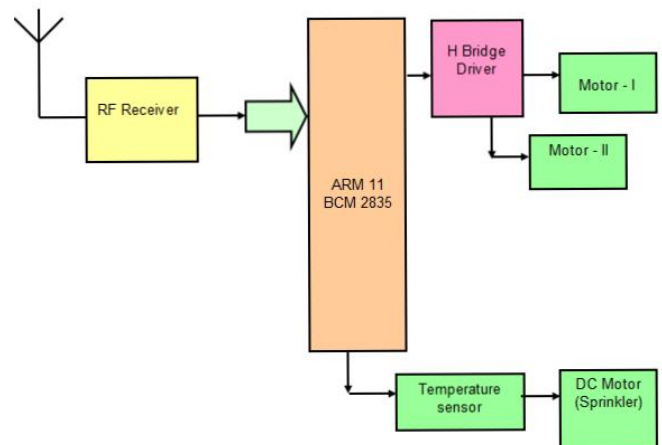 RF Receiver
ARM 11
BCM 2835
H Bridge
Driver
Motor - I
Motor - II
Temperature
sensor
DC Motor
(Sprinkler)